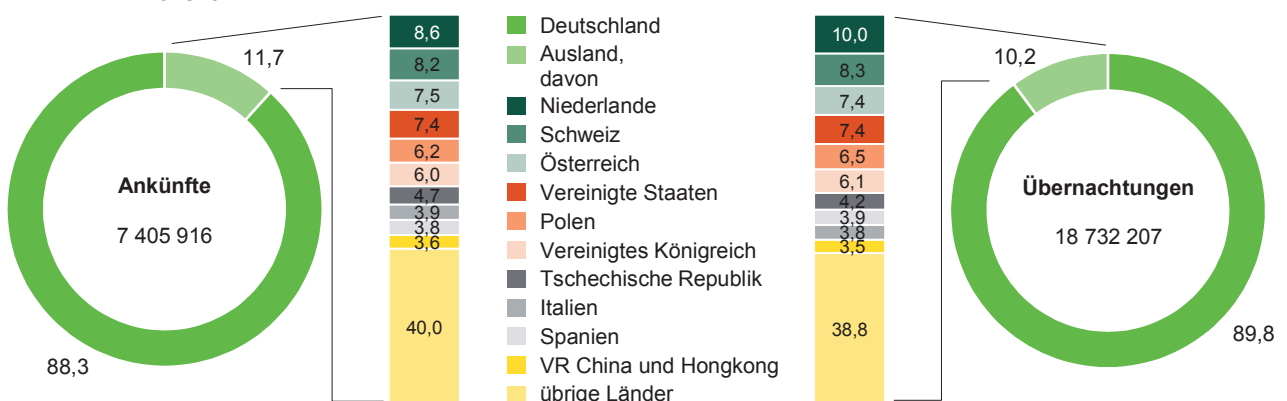 11,7
Ankünfte
7 405 916
88,3
8,6
8,2
7,5
7,4
6,2
6,0
4,7
3,9
3,8
3,6
40,0
Deutschland
Ausland,
davon
Niederlande
Schweiz
Österreich
Vereinigte Staaten
Polen
Vereinigtes Königreich
Tschechische Republik
Italien
Spanien
VR China und Hongkong
übrige Länder
10,0
8,3
7,4
7,4
6,5
6,1
4,2
3,9
3,8
3,5
38,8
10,2
Übernachtungen
18 732 207
89,8